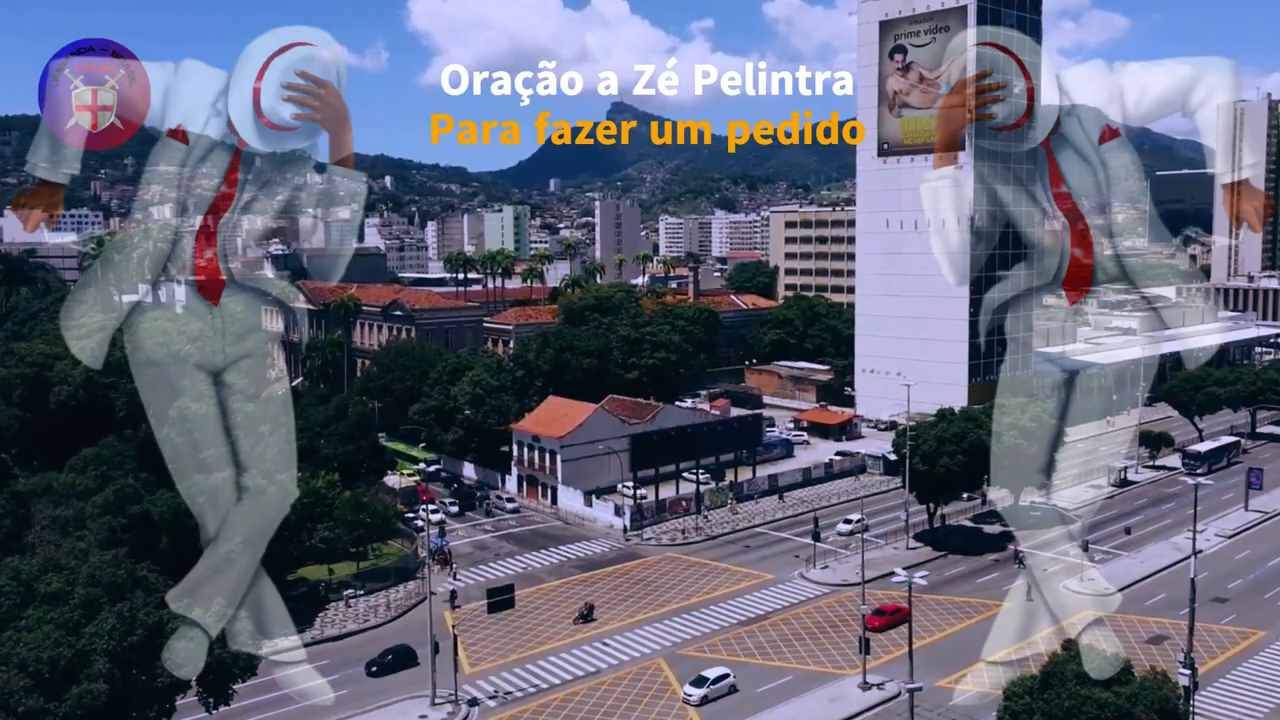 Oração a Zé Pelintra
Para fazer um pedido
prime video